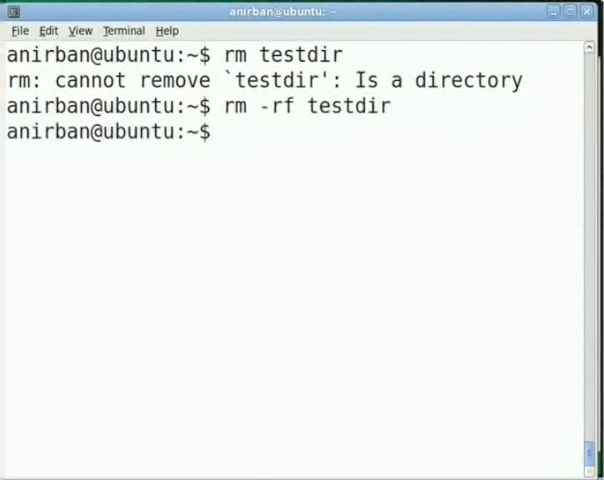 anirban@ubuntu: ~
File Edit View Terminal Help
anirban@ubuntu:~$ rm testdir
rm: cannot remove `testdir': Is a directory
anirban@ubuntu:~$ rm -rf testdir
anirban@ubuntu:~$